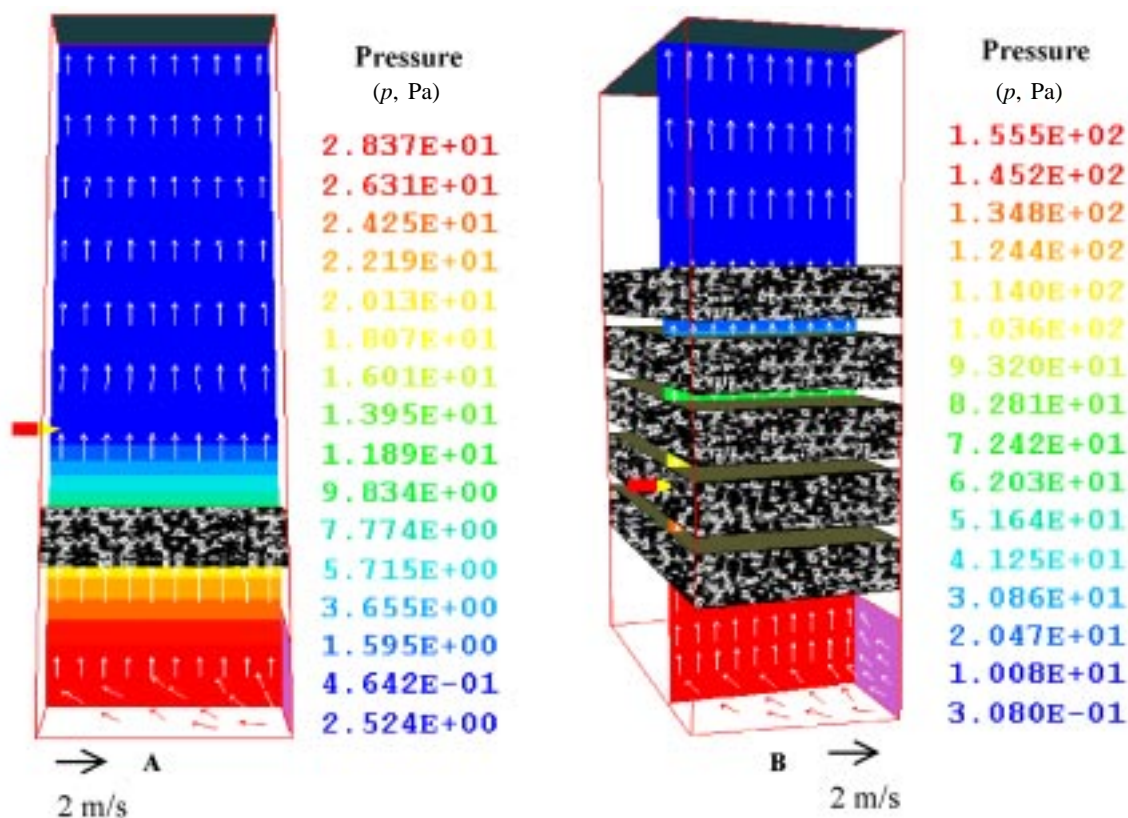 Pressure
(p, Pa)
2.837E+01
2.631E+01
2.425E+01
2.219E+01
2.013E+01
1.807E+01
1.601E+01
1.395E+01
1.189E+01
9.834E+00
7.774E+00
5.715E+00
3.655E+00
1.595E+00
4.642E-01
2.524E+00
A
2 m/s
Pressure
(p, Pa)
1.555E+02
1.452E+02
1.348E+02
1.244E+02
1.140E+02
1.036E+02
9.320E+01
8.281E+01
7.242E+01
6.203E+01
5.164E+01
4.125E+01
3.086E+01
2.047E+01
1.008E+01
3.080E-01
B
2 m/s